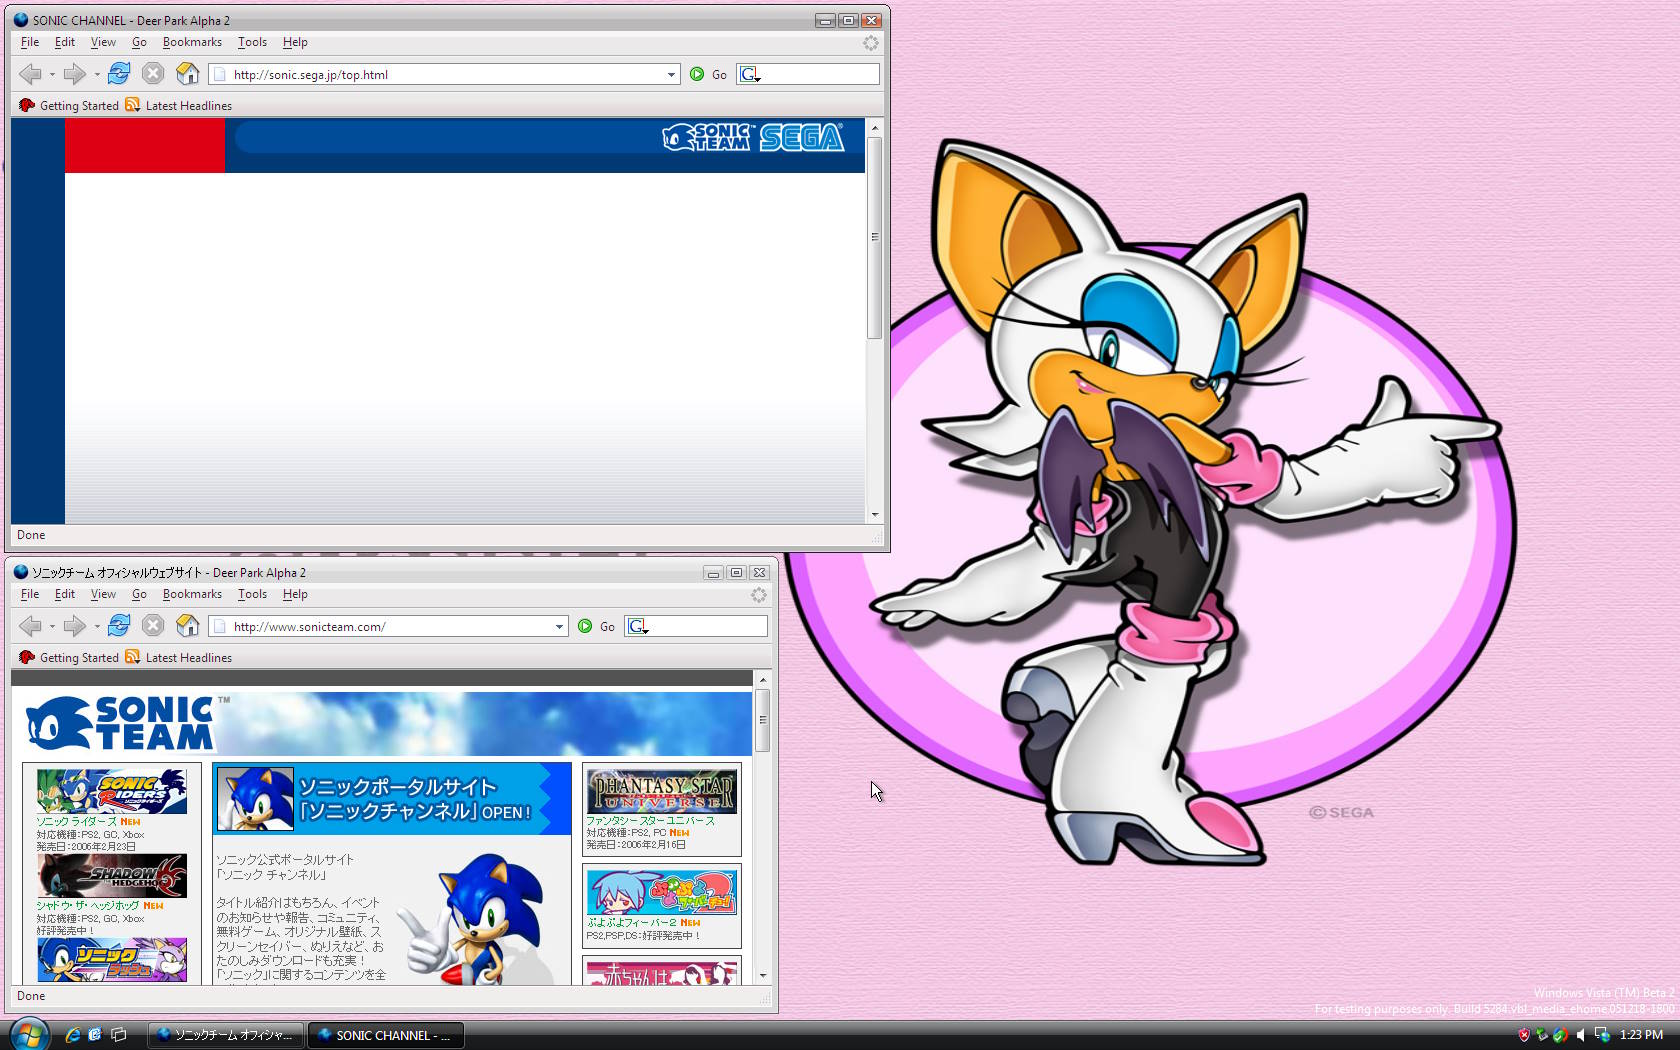 SONIC CHANNEL - Deer Park Alpha 2
File Edit View Go Bookmarks Tools Help
http://sonic.sega.jp/top.html Go G
Getting Started Latest Headlines
SONIC TEAM™ SEGA®
Done
ソニックチーム オフィシャルウェブサイト - Deer Park Alpha 2
File Edit View Go Bookmarks Tools Help
http://www.sonicteam.com/ Go G
Getting Started Latest Headlines
SONIC TEAM™
SONIC RIDERS
ソニックライダーズ
ソニック ライダーズ NEW
対応機種:PS2, GC, Xbox
発売日:2006年2月23日
SHADOW THE HEDGEHOG
シャドウ・ザ・ヘッジホッグ NEW
対応機種:PS2, GC, Xbox
好評発売中!
ソニック
ラッシュ
ソニックポータルサイト
「ソニックチャンネル」OPEN!
ソニック公式ポータルサイト
「ソニック チャンネル」
タイトル紹介はもちろん、イベント
のお知らせや報告、コミュニティ、
無料ゲーム、オリジナル壁紙、ス
クリーンセイバー、ぬりえなど、お
たのしみダウンロードも充実!
「ソニック」に関するコンテンツを全
PHANTASY STAR
UNIVERSE
ファンタシースターユニバース
対応機種:PS2, PC NEW
発売日:2006年2月16日
ぷよぷよフィーバー2 NEW
PS2,PSP,DS:好評発売中!
赤ちゃんは
©SEGA
Windows Vista (TM) Beta 2
For testing purposes only. Build 5284.vbl_media_ehome.051218-1800
ソニックチーム オフィシャ...
SONIC CHANNEL - ...
1:23 PM